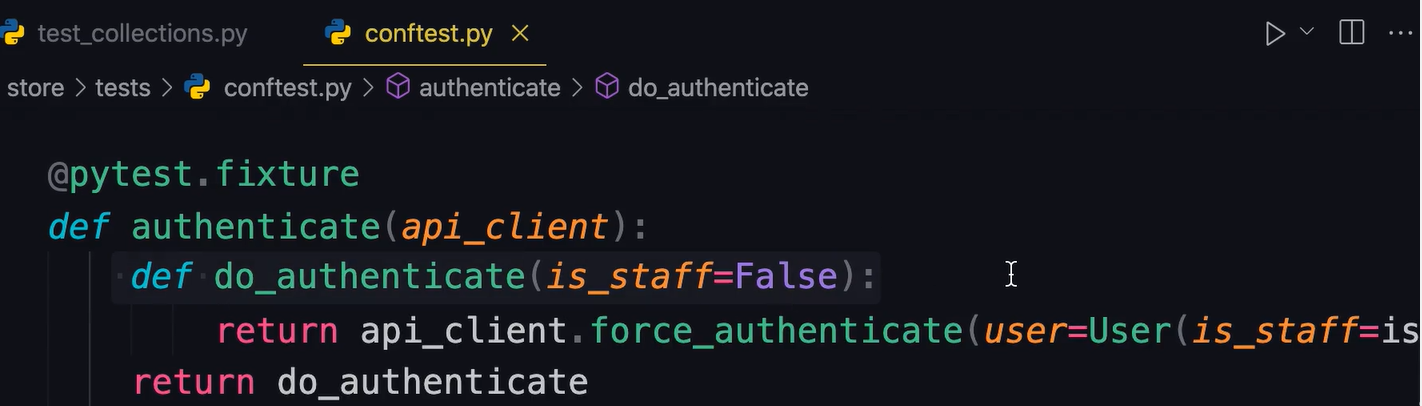 test_collections.py conftest.py
store > tests > conftest.py > authenticate > do_authenticate
@pytest.fixture
def authenticate(api_client):
    def do_authenticate(is_staff=False):
        return api_client.force_authenticate(user=User(is_staff=is
    return do_authenticate